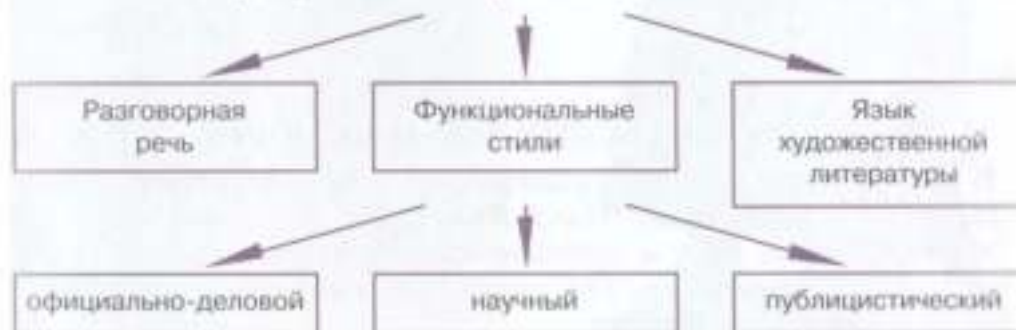 Разговорная
речь
Функциональные
стили
Язык
художественной
литературы
официально-деловой
научный
публицистический